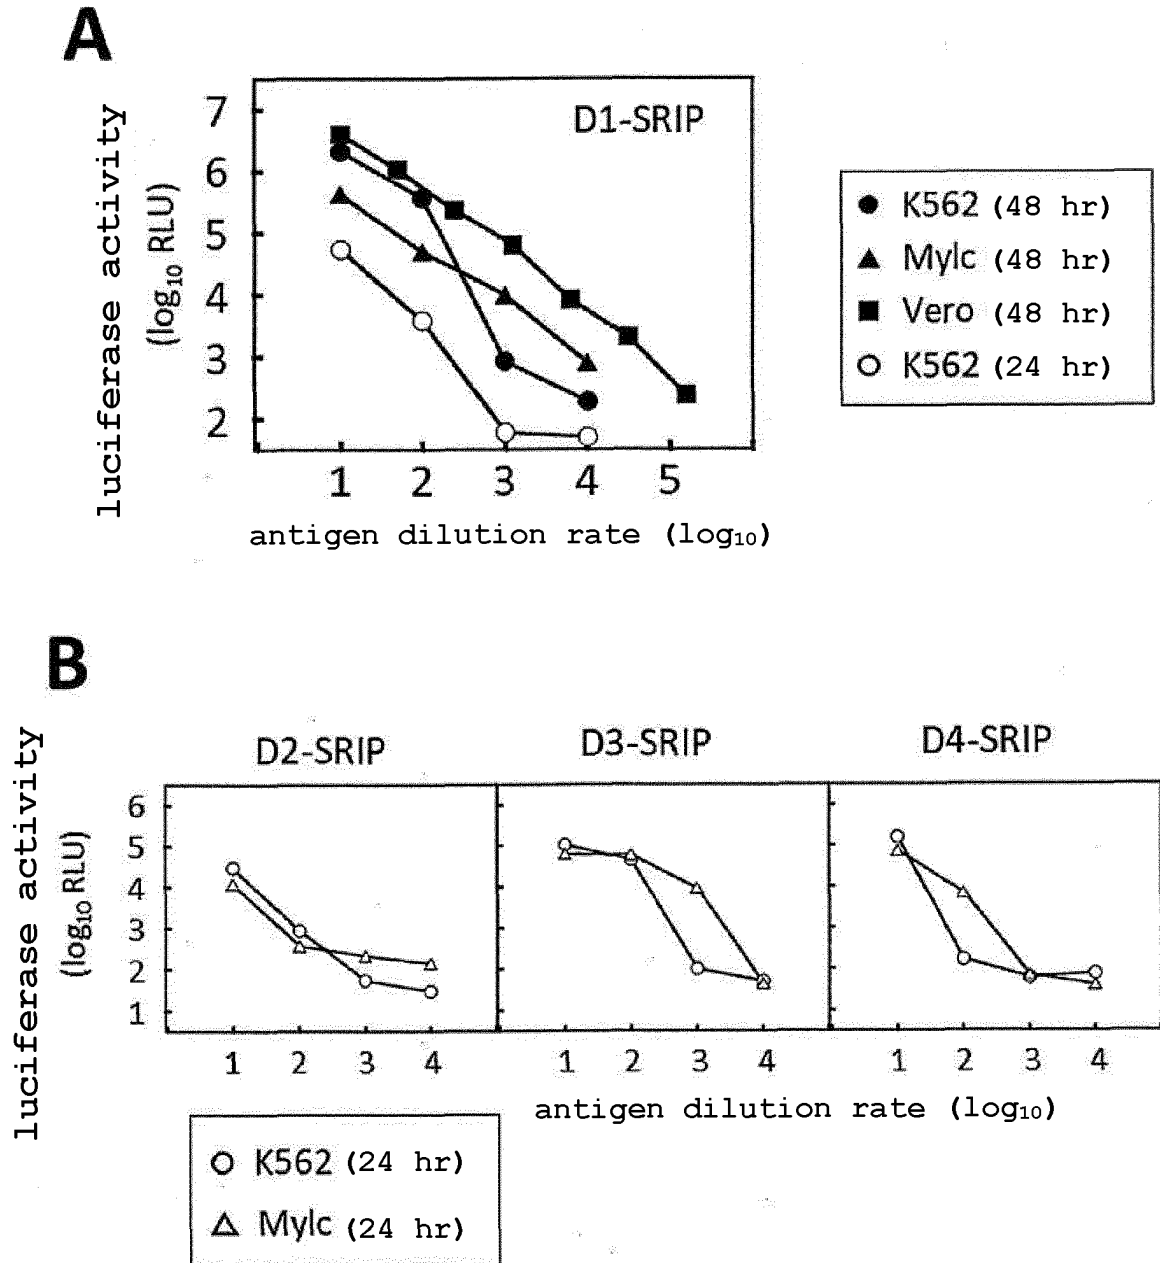 A
D1-SRIP
luciferase activity
(log10 RLU)
7
6
5
4
3
2
1 2 3 4 5
antigen dilution rate (log10)
K562 (48 hr)
Mylc (48 hr)
Vero (48 hr)
K562 (24 hr)
B
D2-SRIP D3-SRIP D4-SRIP
luciferase activity
(log10 RLU)
6
5
4
3
2
1
1 2 3 4 1 2 3 4 1 2 3 4
antigen dilution rate (log10)
K562 (24 hr)
Mylc (24 hr)